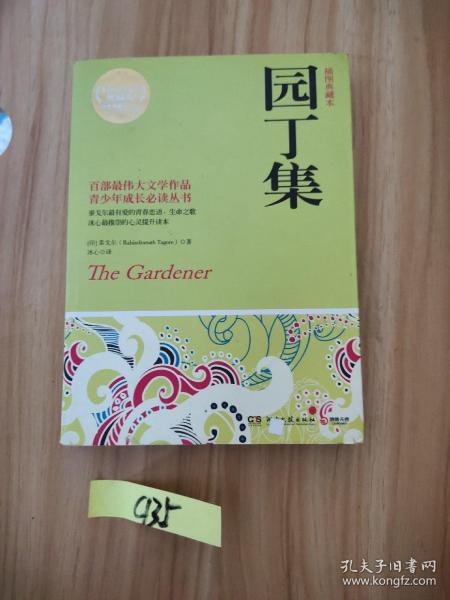 插图典藏本
园丁集
百部最伟大文学作品
青少年成长必读丛书
泰戈尔最有爱的青春恋语、生命之歌
冰心最推崇的心灵提升读本
[印] 泰戈尔（Rabindranath Tagore）◎著
冰心◎译
The Gardener
C435
孔夫子旧书网
www.kongfz.com